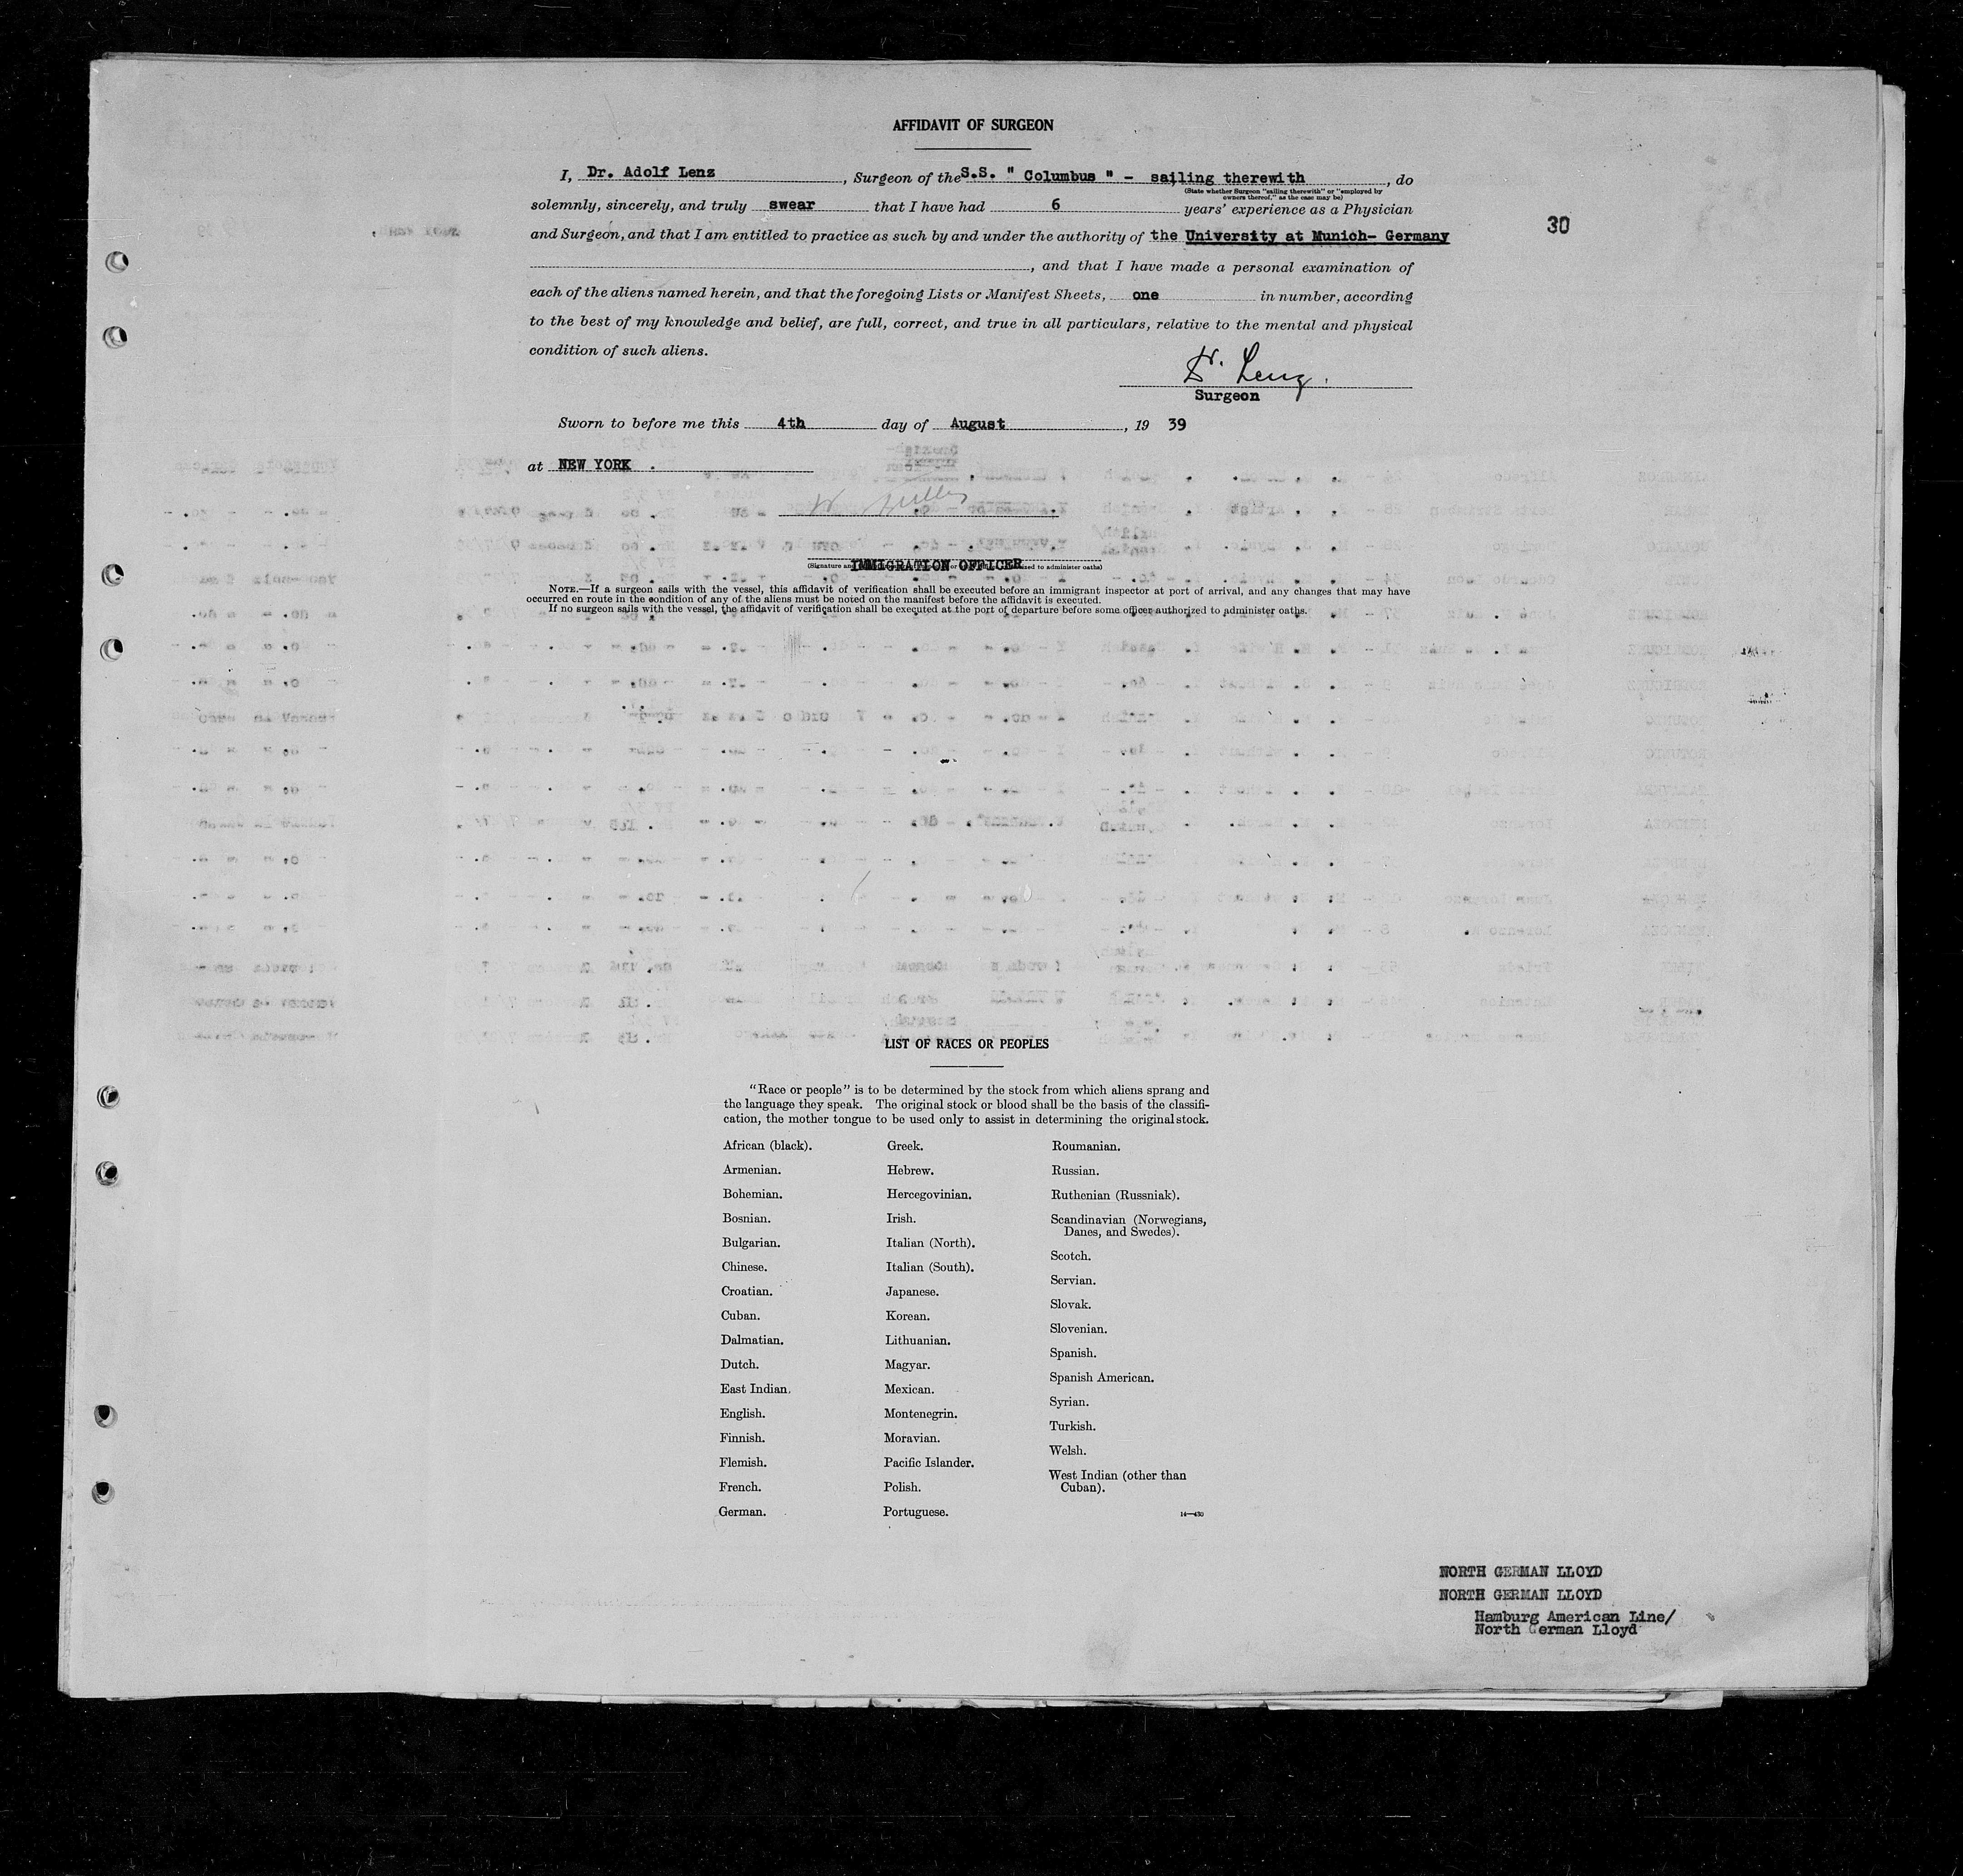 AFFIDAVIT OF SURGEON
I, Dr. Adolf Lenz, Surgeon of the S.S. " Columbus " - sailing therewith, do
(State whether Surgeon "sailing therewith" or "employed by
owners thereof," as the case may be)
solemnly, sincerely, and truly swear that I have had 6 years' experience as a Physician
30
and Surgeon, and that I am entitled to practice as such by and under the authority of the University at Munich- Germany
, and that I have made a personal examination of
each of the aliens named herein, and that the foregoing Lists or Manifest Sheets, one in number, according
to the best of my knowledge and belief, are full, correct, and true in all particulars, relative to the mental and physical
condition of such aliens.
Dr. Lenz.
Surgeon
Sworn to before me this 4th day of August, 19 39
at NEW YORK .
IMMIGRATION OFFICER
(Signature and or ized to administer oaths)
NOTE.—If a surgeon sails with the vessel, this affidavit of verification shall be executed before an immigrant inspector at port of arrival, and any changes that may have
occurred en route in the condition of any of the aliens must be noted on the manifest before the affidavit is executed.
If no surgeon sails with the vessel, the affidavit of verification shall be executed at the port of departure before some officer authorized to administer oaths.
LIST OF RACES OR PEOPLES
"Race or people" is to be determined by the stock from which aliens sprang and
the language they speak. The original stock or blood shall be the basis of the classifi-
cation, the mother tongue to be used only to assist in determining the original stock.
African (black).
Armenian.
Bohemian.
Bosnian.
Bulgarian.
Chinese.
Croatian.
Cuban.
Dalmatian.
Dutch.
East Indian.
English.
Finnish.
Flemish.
French.
German.
Greek.
Hebrew.
Hercegovinian.
Irish.
Italian (North).
Italian (South).
Japanese.
Korean.
Lithuanian.
Magyar.
Mexican.
Montenegrin.
Moravian.
Pacific Islander.
Polish.
Portuguese.
Roumanian.
Russian.
Ruthenian (Russniak).
Scandinavian (Norwegians,
Danes, and Swedes).
Scotch.
Servian.
Slovak.
Slovenian.
Spanish.
Spanish American.
Syrian.
Turkish.
Welsh.
West Indian (other than
Cuban).
14—430
NORTH GERMAN LLOYD
NORTH GERMAN LLOYD
Hamburg American Line/
North German Lloyd